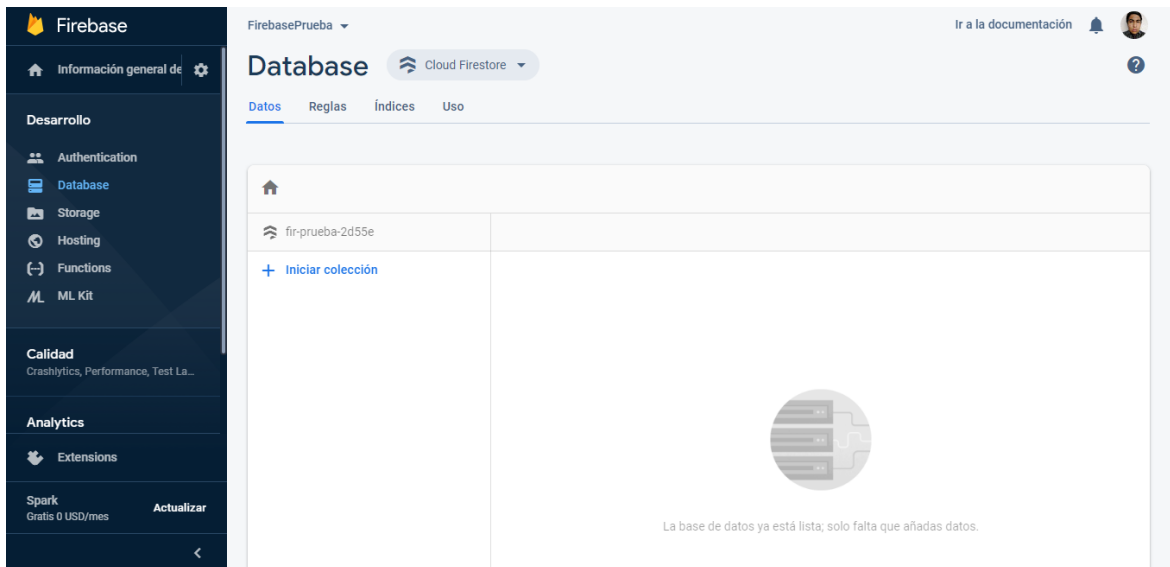 Firebase
Información general de
Desarrollo
Authentication
Database
Storage
Hosting
Functions
ML Kit
Calidad
Crashlytics, Performance, Test La...
Analytics
Extensions
Spark
Gratis 0 USD/mes
Actualizar
FirebasePrueba
Ir a la documentación
Database
Cloud Firestore
Datos Reglas Índices Uso
fir-prueba-2d55e
Iniciar colección
La base de datos ya está lista; solo falta que añadas datos.